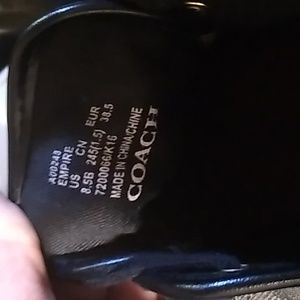 A00248
EMPIRE
US CN EUR
8.5B 245(1.5) 38.5
7200066/K16
MADE IN CHINA/CHINE
COACH